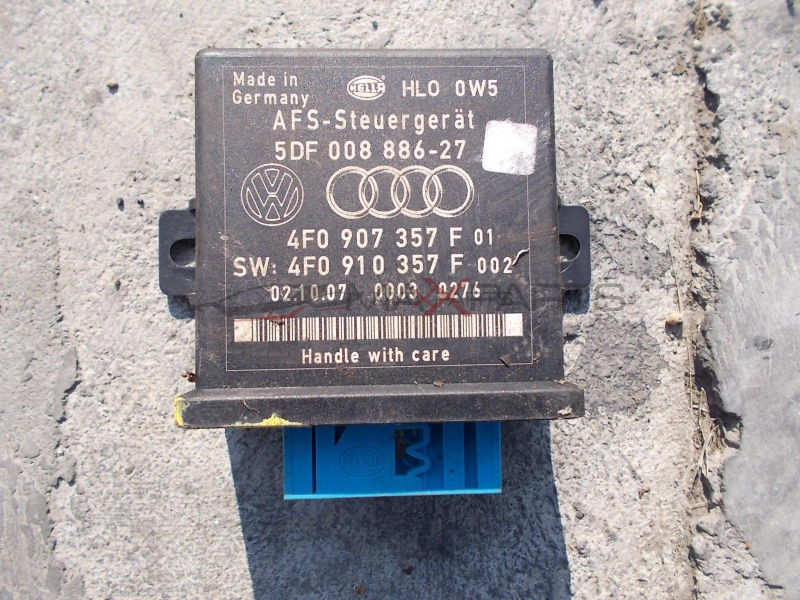 Made in
Germany
HELLA
HLO 0W5
AFS-Steuergerät
5DF 008 886-27
4F0 907 357 F 01
SW: 4F0 910 357 F 002
02.10.07 0003 0276
Handle with care